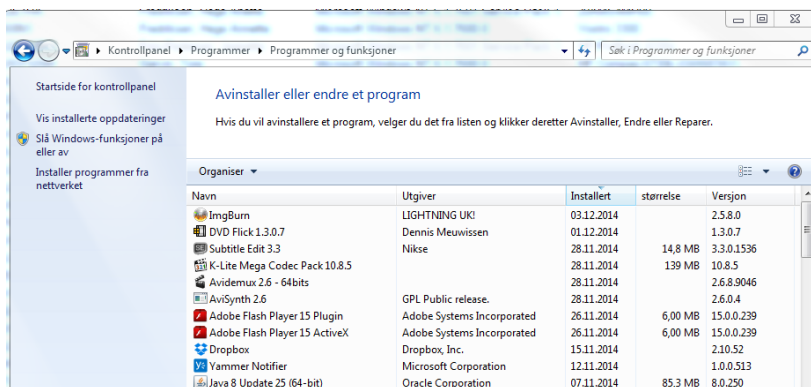 Kontrollpanel ▸ Programmer ▸ Programmer og funksjoner
Søk i Programmer og funksjoner
Startside for kontrollpanel
Vis installerte oppdateringer
Slå Windows-funksjoner på
eller av
Installer programmer fra
nettverket
Avinstaller eller endre et program
Hvis du vil avinstallere et program, velger du det fra listen og klikker deretter Avinstaller, Endre eller Reparer.
Organiser
Navn Utgiver Installert størrelse Versjon
ImgBurn LIGHTNING UK! 03.12.2014 2.5.8.0
DVD Flick 1.3.0.7 Dennis Meuwissen 01.12.2014 1.3.0.7
Subtitle Edit 3.3 Nikse 28.11.2014 14,8 MB 3.3.0.1536
K-Lite Mega Codec Pack 10.8.5 28.11.2014 139 MB 10.8.5
Avidemux 2.6 - 64bits 28.11.2014 2.6.8.9046
AviSynth 2.6 GPL Public release. 28.11.2014 2.6.0.4
Adobe Flash Player 15 Plugin Adobe Systems Incorporated 26.11.2014 6,00 MB 15.0.0.239
Adobe Flash Player 15 ActiveX Adobe Systems Incorporated 26.11.2014 6,00 MB 15.0.0.239
Dropbox Dropbox, Inc. 15.11.2014 2.10.52
Yammer Notifier Microsoft Corporation 12.11.2014 1.0.0.513
Java 8 Update 25 (64-bit) Oracle Corporation 07.11.2014 85,3 MB 8.0.250